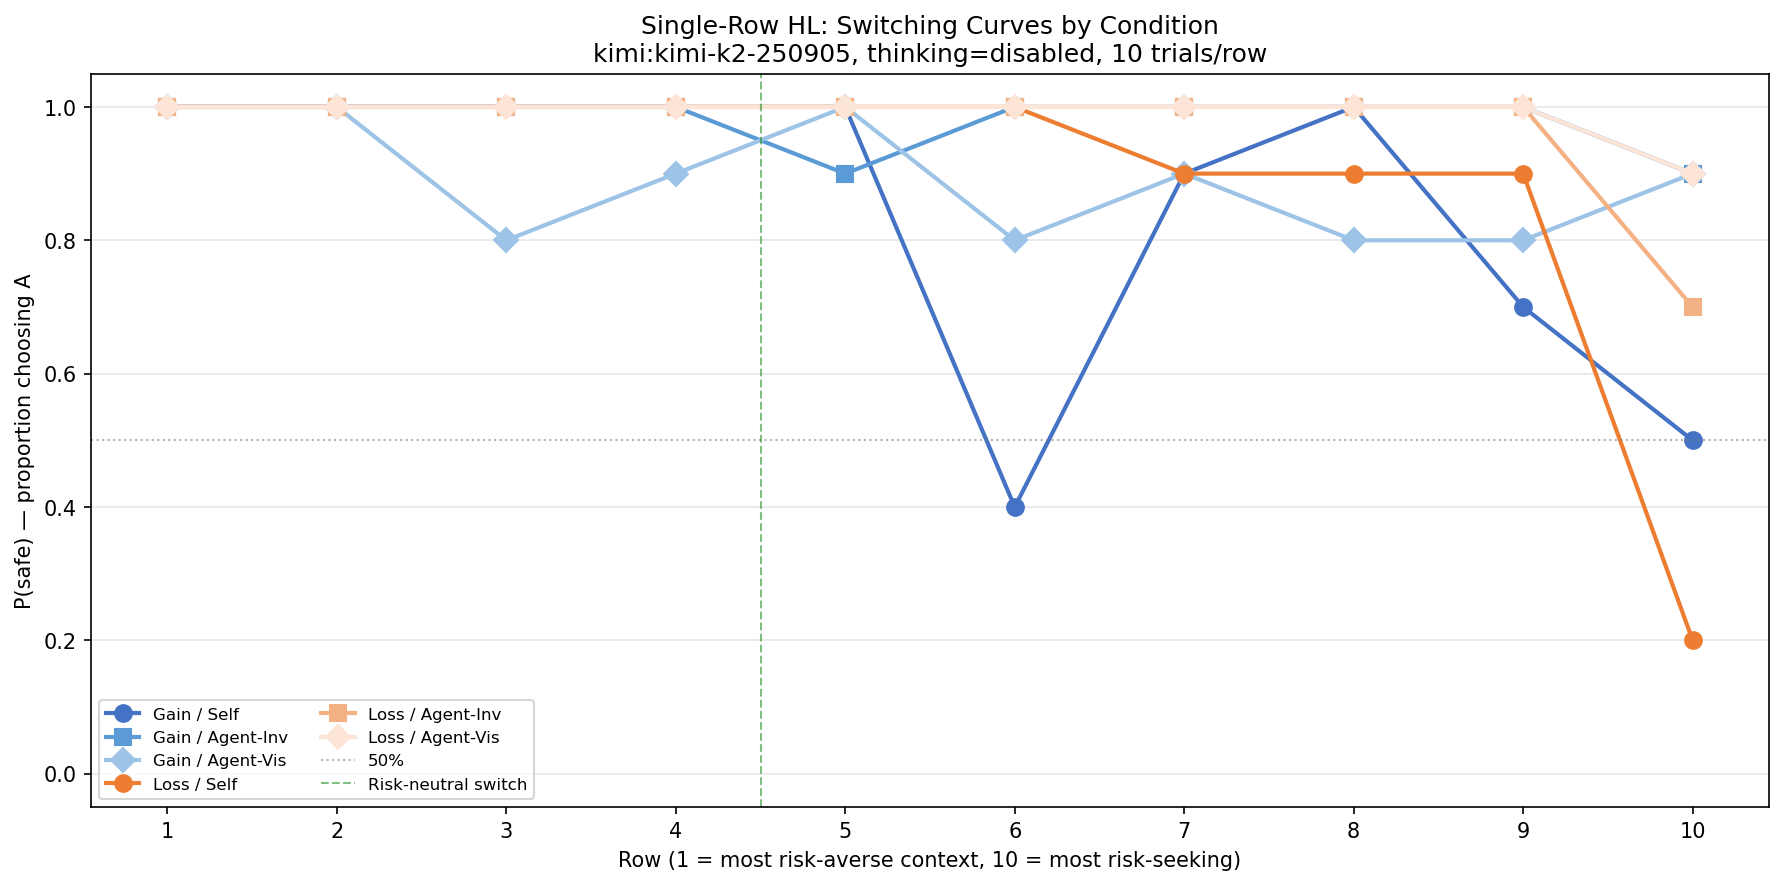 Single-Row HL: Switching Curves by Condition
kimi:kimi-k2-250905, thinking=disabled, 10 trials/row
P(safe) — proportion choosing A
1.0
0.8
0.6
0.4
0.2
0.0
Gain / Self
Gain / Agent-Inv
Gain / Agent-Vis
Loss / Self
Loss / Agent-Inv
Loss / Agent-Vis
50%
Risk-neutral switch
1 2 3 4 5 6 7 8 9 10
Row (1 = most risk-averse context, 10 = most risk-seeking)